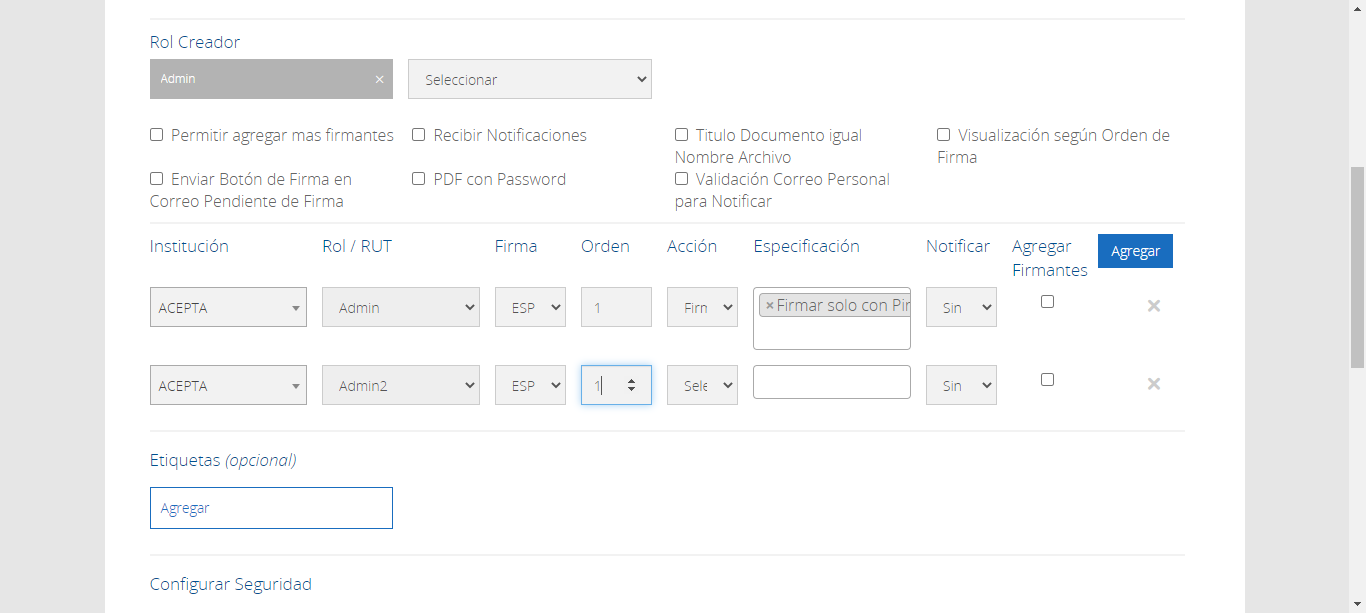 Rol Creador
Admin ×
Seleccionar
Permitir agregar mas firmantes
Recibir Notificaciones
Titulo Documento igual
Nombre Archivo
Visualización según Orden de
Firma
Enviar Botón de Firma en
Correo Pendiente de Firma
PDF con Password
Validación Correo Personal
para Notificar
Institución Rol / RUT Firma Orden Acción Especificación Notificar Agregar
Firmantes
Agregar
ACEPTA Admin ESP 1 Firn ×Firmar solo con Pir Sin ×
ACEPTA Admin2 ESP 1 Sele Sin ×
Etiquetas (opcional)
Agregar
Configurar Seguridad